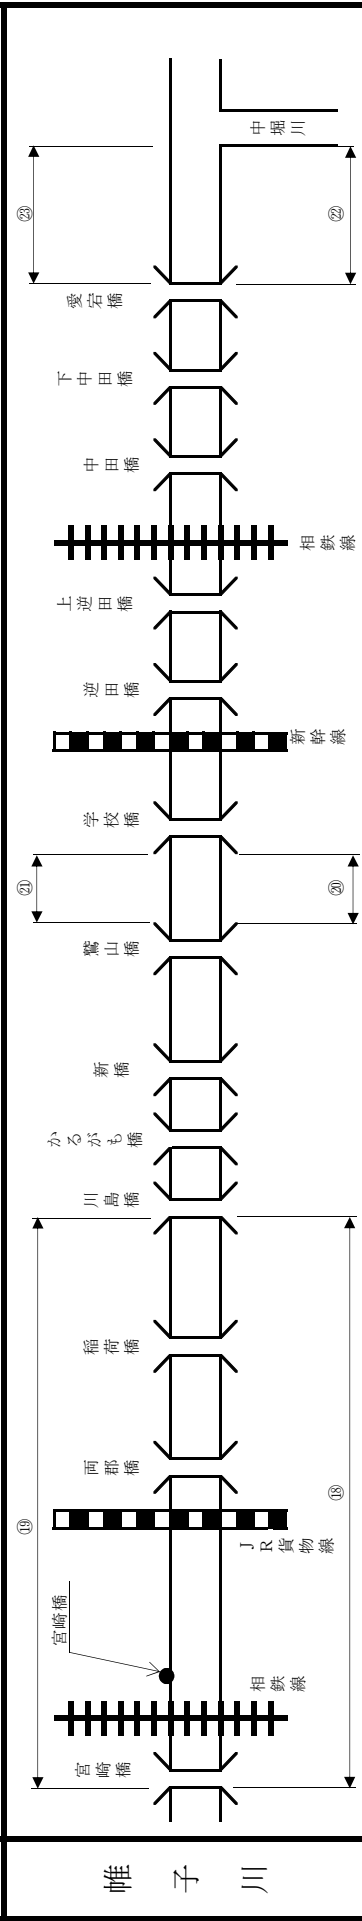 帷子川
宮崎橋
相鉄線
宮崎橋
⑲
⑱
JR貨物線
両郡橋
稲荷橋
川島橋
かるがも橋
新橋
鷲山橋
㉑
⑳
学校橋
新幹線
逆田橋
上逆田橋
相鉄線
中田橋
下中田橋
愛宕橋
㉓
㉒
中堀川